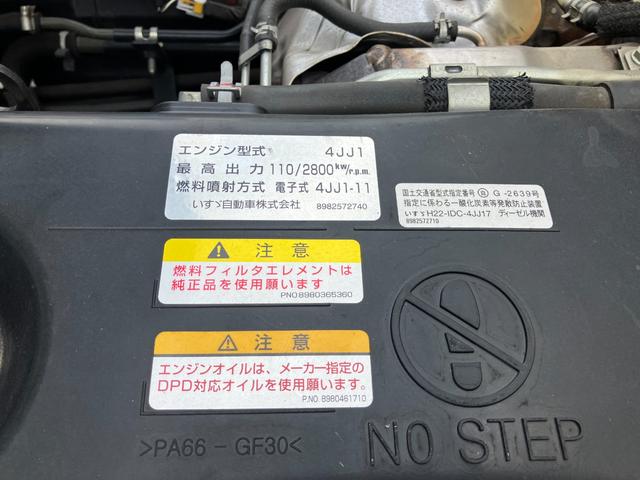 エンジン型式 4JJ1
最高出力 110/2800 kw/r.p.m.
燃料噴射方式 電子式 4JJ1-11
いすゞ自動車株式会社 8982572740
国土交通省型式指定番号 G-2639号
指定に係わる一酸化炭素等発散防止装置
いすゞH22-IDC-4JJ17 ディーゼル機関
8982572710
注意
燃料フィルタエレメントは
純正品を使用願います
PNO.8980365360
注意
エンジンオイルは、メーカー指定の
DPD対応オイルを使用願います。
P.NO. 8980461710
>PA66-GF30<
NO STEP